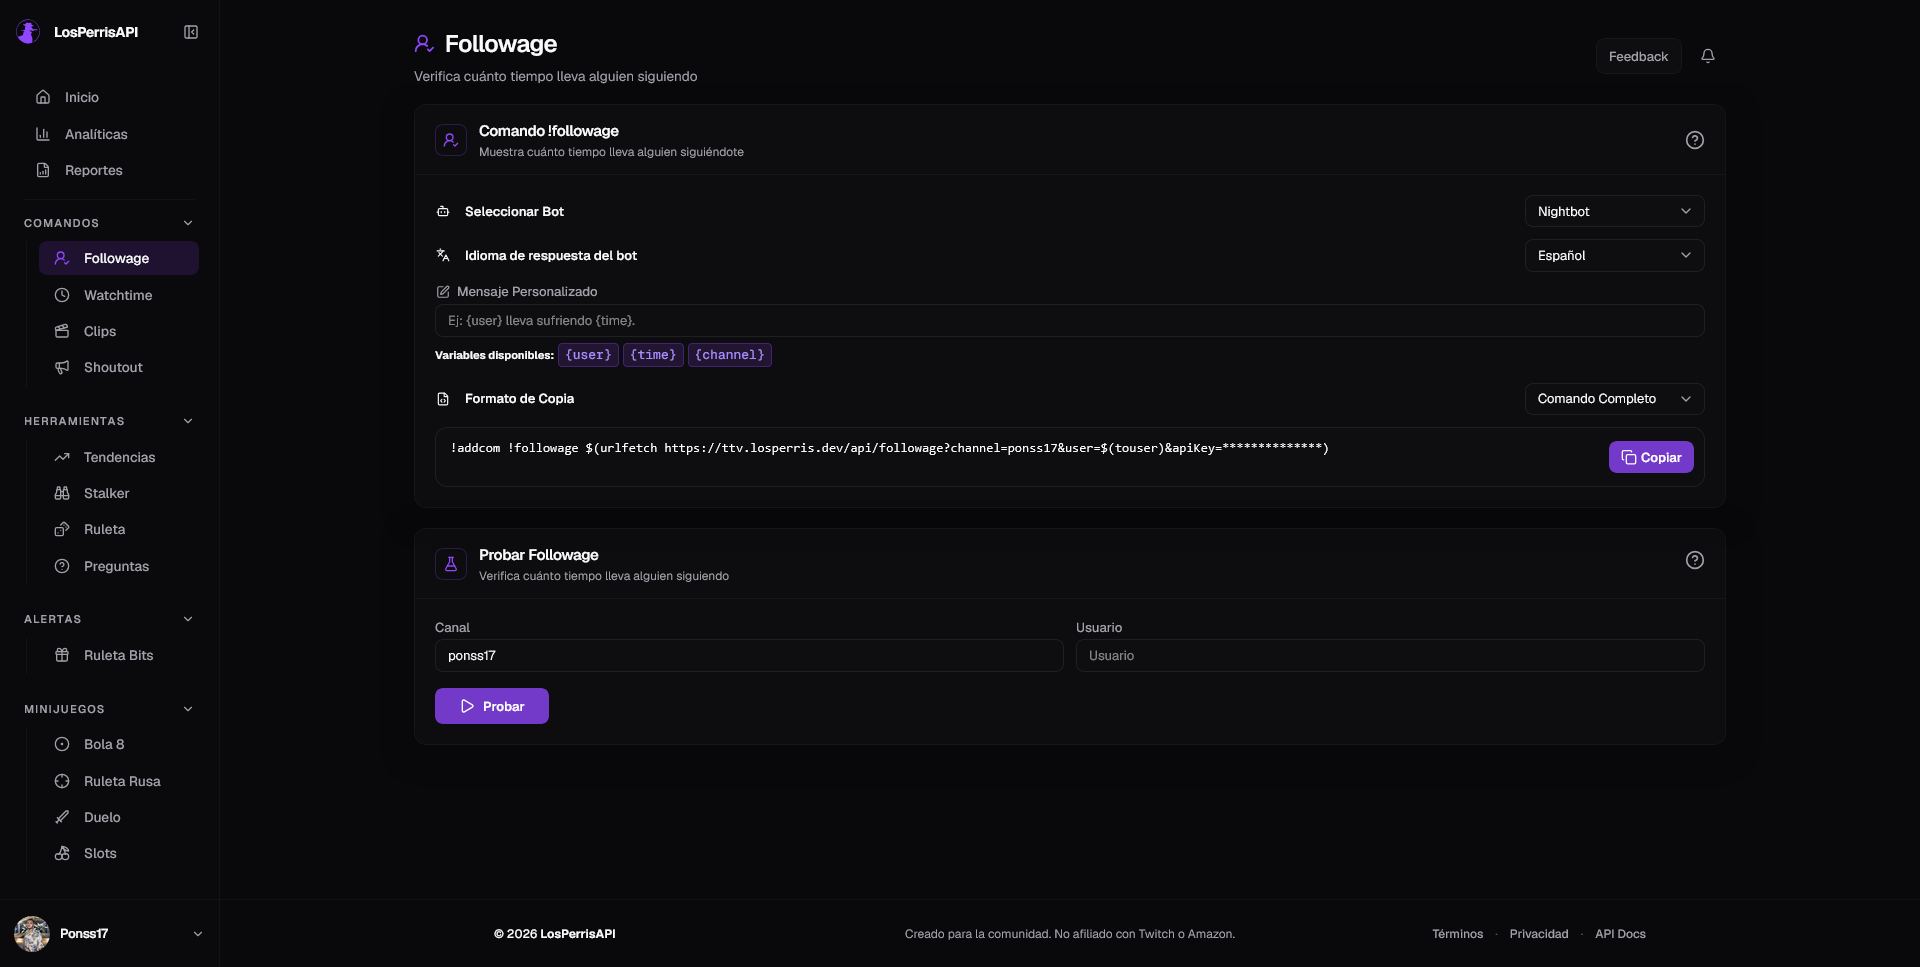 LosPerrisAPI
Inicio
Analíticas
Reportes
COMANDOS
Followage
Watchtime
Clips
Shoutout
HERRAMIENTAS
Tendencias
Stalker
Ruleta
Preguntas
ALERTAS
Ruleta Bits
MINIJUEGOS
Bola 8
Ruleta Rusa
Duelo
Slots
Ponss17
Followage
Verifica cuánto tiempo lleva alguien siguiendo
Feedback
Comando !followage
Muestra cuánto tiempo lleva alguien siguiéndote
Seleccionar Bot
Nightbot
Idioma de respuesta del bot
Español
Mensaje Personalizado
Ej: {user} lleva sufriendo {time}.
Variables disponibles: {user} {time} {channel}
Formato de Copia
Comando Completo
!addcom !followage $(urlfetch https://ttv.losperris.dev/api/followage?channel=ponss17&user=$(touser)&apiKey=**************)
Copiar
Probar Followage
Verifica cuánto tiempo lleva alguien siguiendo
Canal
ponss17
Usuario
Usuario
Probar
© 2026 LosPerrisAPI
Creado para la comunidad. No afiliado con Twitch o Amazon.
Términos · Privacidad · API Docs